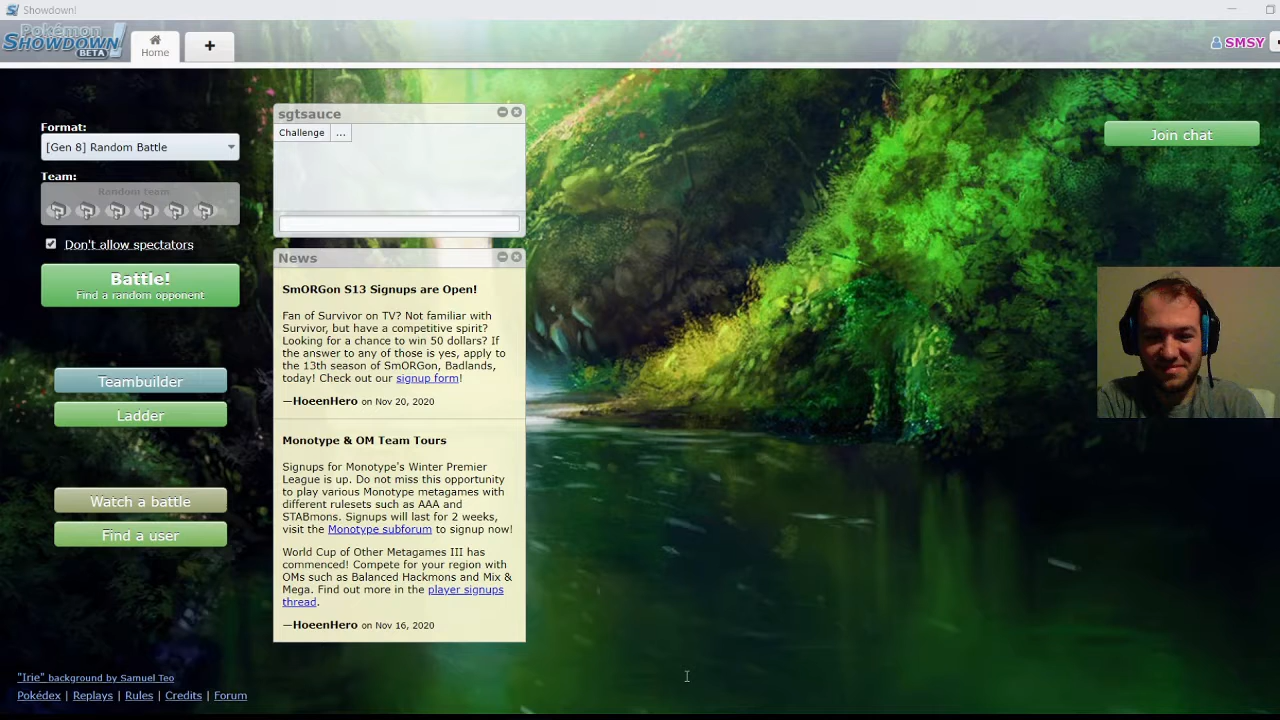 Showdown!
Pokémon
SHOWDOWN!
BETA
Home
+
SMSY
Format:
[Gen 8] Random Battle
Team:
Random team
Don't allow spectators
Battle!
Find a random opponent
Teambuilder
Ladder
Watch a battle
Find a user
sgtsauce
Challenge
...
News
SmORGon S13 Signups are Open!
Fan of Survivor on TV? Not familiar with
Survivor, but have a competitive spirit?
Looking for a chance to win 50 dollars? If
the answer to any of those is yes, apply to
the 13th season of SmORGon, Badlands,
today! Check out our signup form!
—HoeenHero on Nov 20, 2020
Monotype & OM Team Tours
Signups for Monotype's Winter Premier
League is up. Do not miss this opportunity
to play various Monotype metagames with
different rulesets such as AAA and
STABmons. Signups will last for 2 weeks,
visit the Monotype subforum to signup now!
World Cup of Other Metagames III has
commenced! Compete for your region with
OMs such as Balanced Hackmons and Mix &
Mega. Find out more in the player signups
thread.
—HoeenHero on Nov 16, 2020
Join chat
"Irie" background by Samuel Teo
Pokédex | Replays | Rules | Credits | Forum